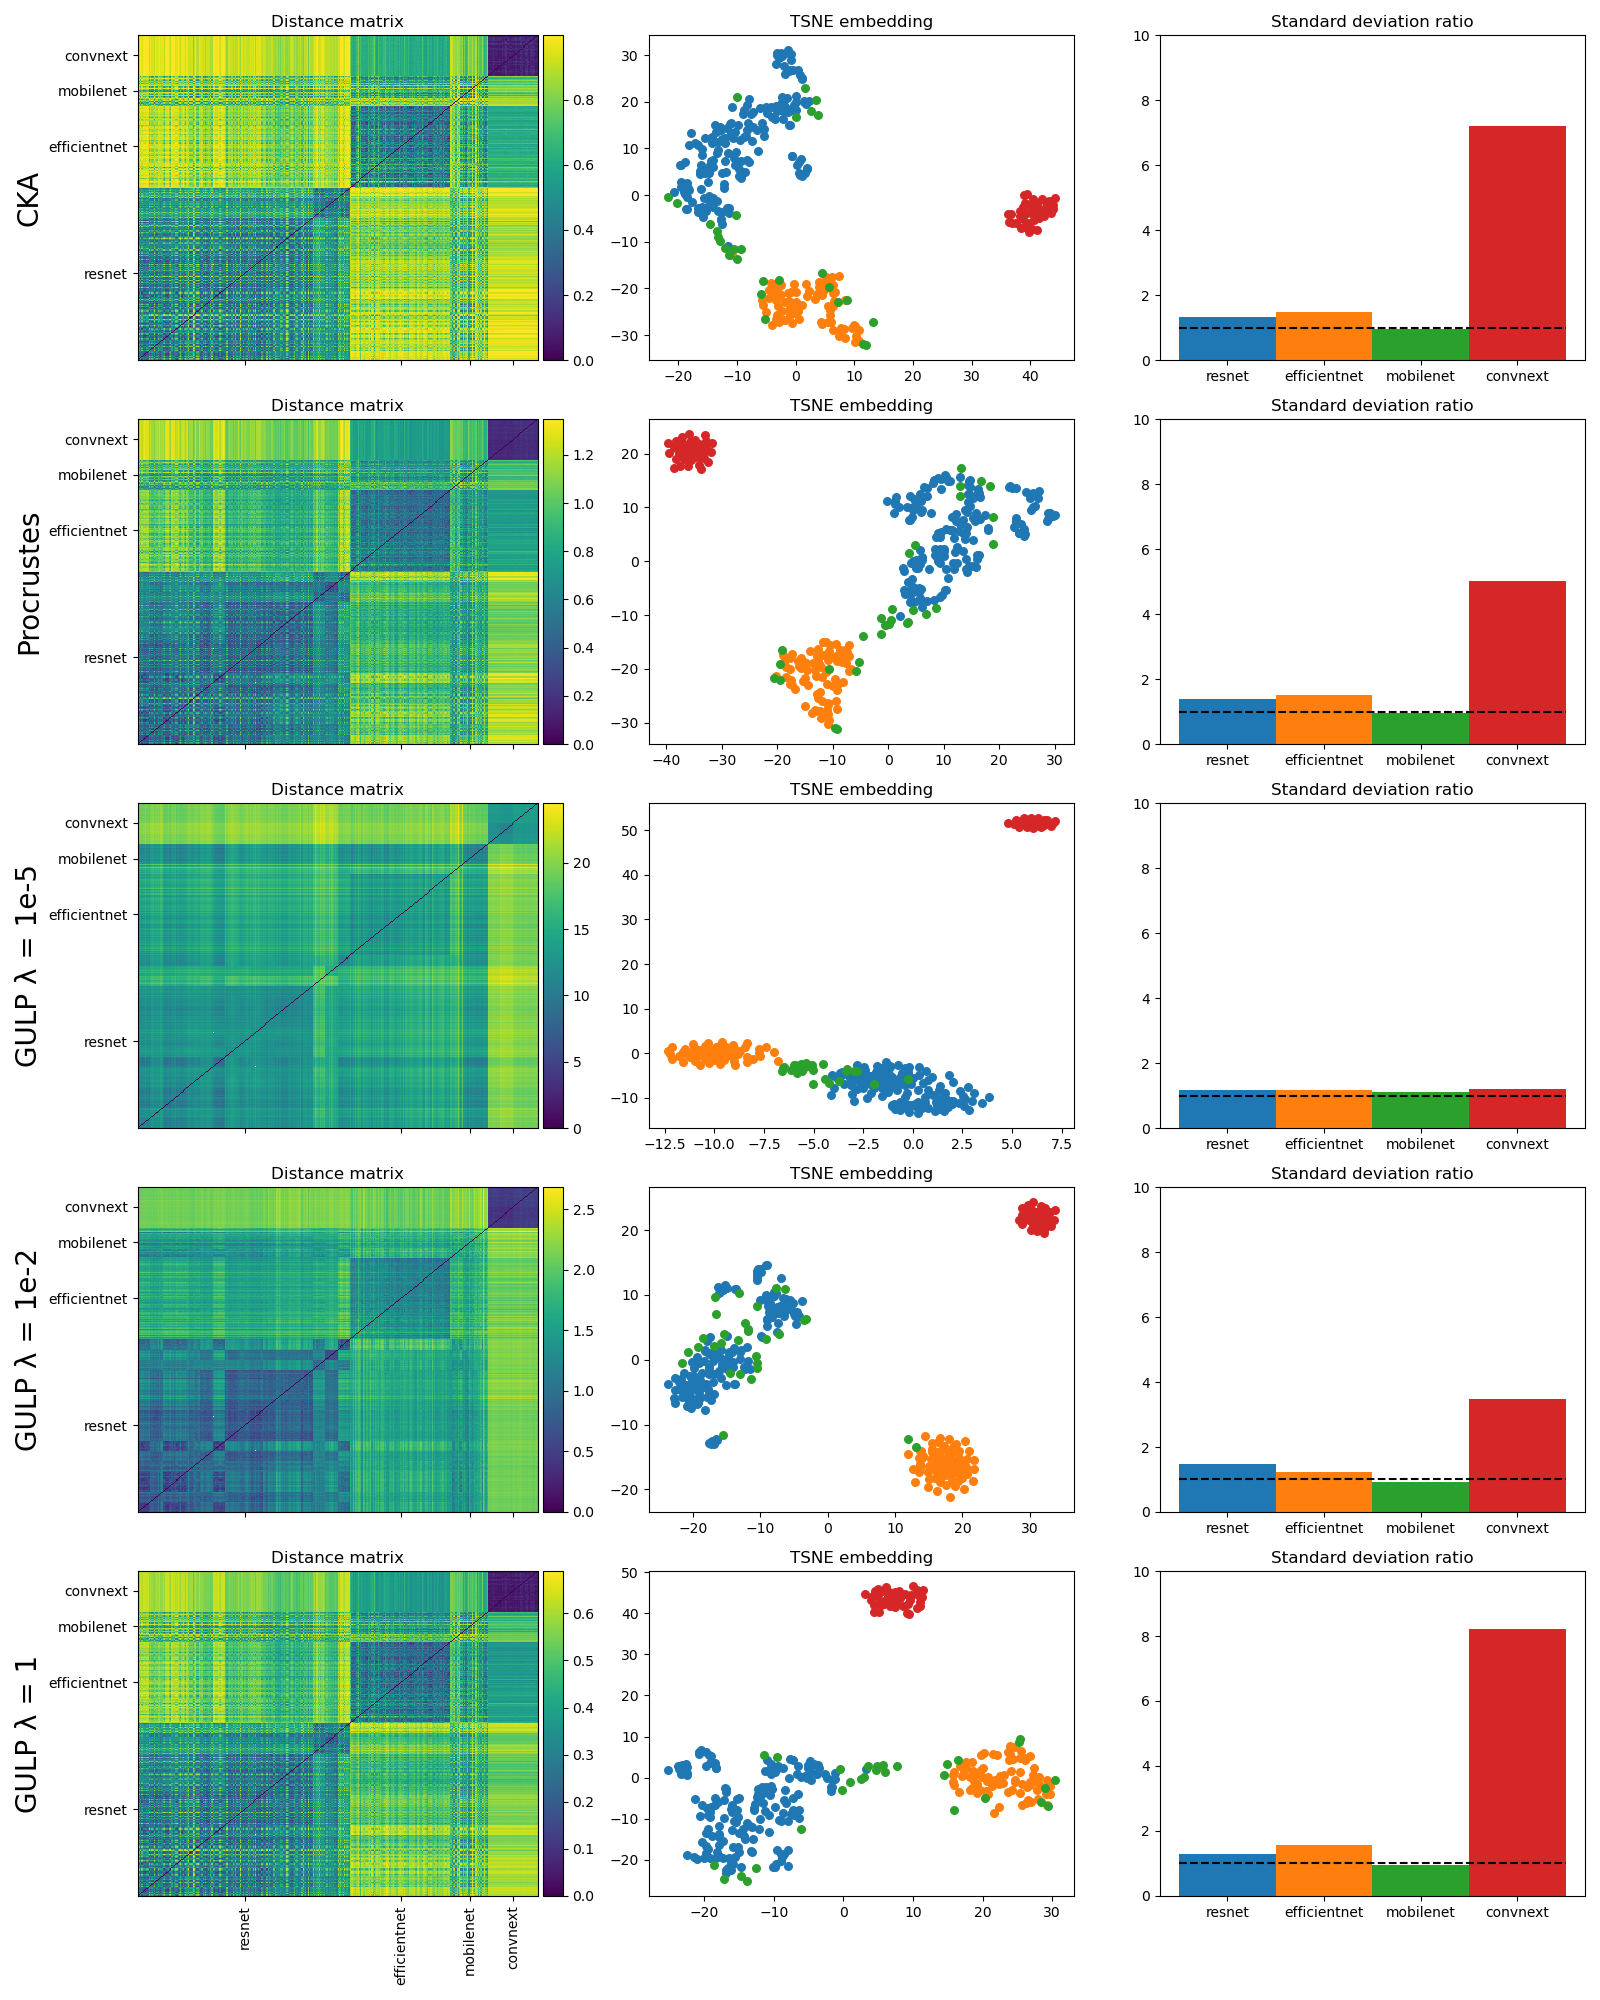 CKA
Distance matrix
convnext
mobilenet
efficientnet
resnet
0.8
0.6
0.4
0.2
0.0
TSNE embedding
30
20
10
0
−10
−20
−30
−20 −10 0 10 20 30 40
Standard deviation ratio
10
8
6
4
2
0
resnet efficientnet mobilenet convnext
Procrustes
Distance matrix
convnext
mobilenet
efficientnet
resnet
1.2
1.0
0.8
0.6
0.4
0.2
0.0
TSNE embedding
20
10
0
−10
−20
−30
−40 −30 −20 −10 0 10 20 30
Standard deviation ratio
10
8
6
4
2
0
resnet efficientnet mobilenet convnext
GULP λ = 1e-5
Distance matrix
convnext
mobilenet
efficientnet
resnet
20
15
10
5
0
TSNE embedding
50
40
30
20
10
0
−10
−12.5 −10.0 −7.5 −5.0 −2.5 0.0 2.5 5.0 7.5
Standard deviation ratio
10
8
6
4
2
0
resnet efficientnet mobilenet convnext
GULP λ = 1e-2
Distance matrix
convnext
mobilenet
efficientnet
resnet
2.5
2.0
1.5
1.0
0.5
0.0
TSNE embedding
20
10
0
−10
−20
−20 −10 0 10 20 30
Standard deviation ratio
10
8
6
4
2
0
resnet efficientnet mobilenet convnext
GULP λ = 1
Distance matrix
convnext
mobilenet
efficientnet
resnet
0.6
0.5
0.4
0.3
0.2
0.1
0.0
resnet
efficientnet
mobilenet
convnext
TSNE embedding
50
40
30
20
10
0
−10
−20
−20 −10 0 10 20 30
Standard deviation ratio
10
8
6
4
2
0
resnet efficientnet mobilenet convnext